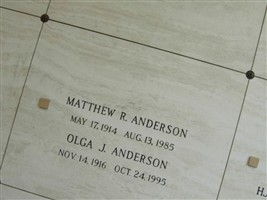 MATTHEW R. ANDERSON
MAY 17, 1914 AUG. 13, 1985
OLGA J. ANDERSON
NOV. 14, 1916 OCT. 24, 1995
H.